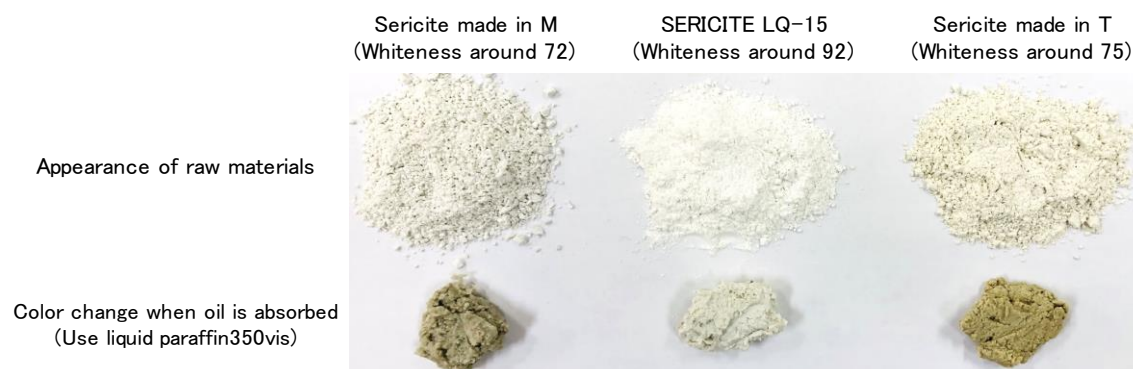 Sericite made in M
(Whiteness around 72)
SERICITE LQ-15
(Whiteness around 92)
Sericite made in T
(Whiteness around 75)
Appearance of raw materials
Color change when oil is absorbed
(Use liquid paraffin350vis)